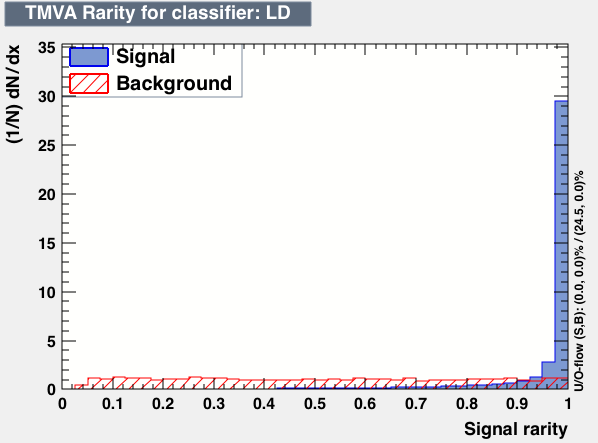 TMVA Rarity for classifier: LD
(1/N) dN/dx
35
30
25
20
15
10
5
0
Signal
Background
0 0.1 0.2 0.3 0.4 0.5 0.6 0.7 0.8 0.9 1
Signal rarity
U/O-flow (S,B): (0.0, 0.0)% / (24.5, 0.0)%